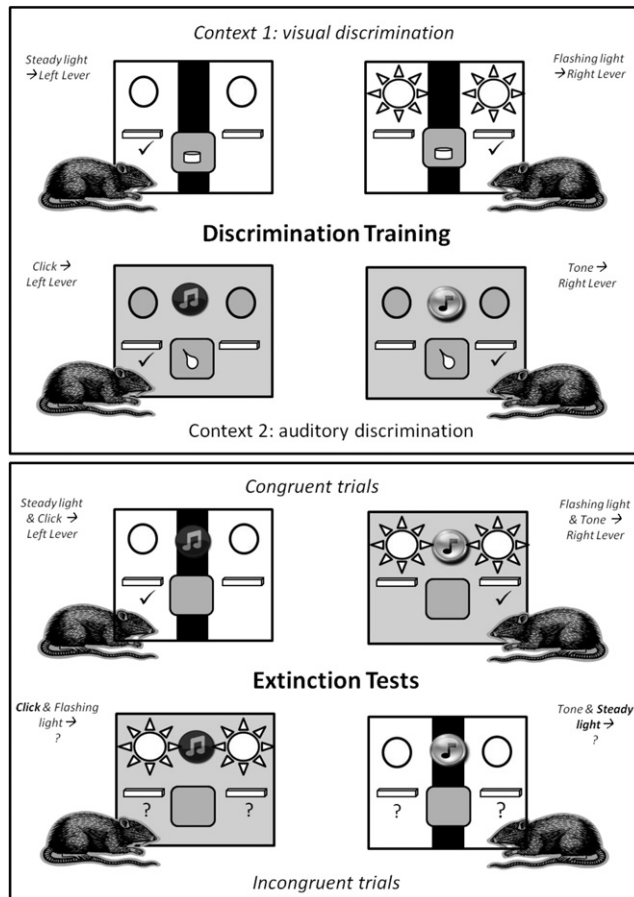 Context 1: visual discrimination
Steady light
→Left Lever
Flashing light
→Right Lever
✓
✓
Discrimination Training
Click →
Left Lever
Tone →
Right Lever
✓
✓
Context 2: auditory discrimination
Congruent trials
Steady light
& Click →
Left Lever
Flashing light
& Tone →
Right Lever
✓
✓
Extinction Tests
Click & Flashing
light →
?
Tone & Steady
light→
?
? ?
? ?
Incongruent trials